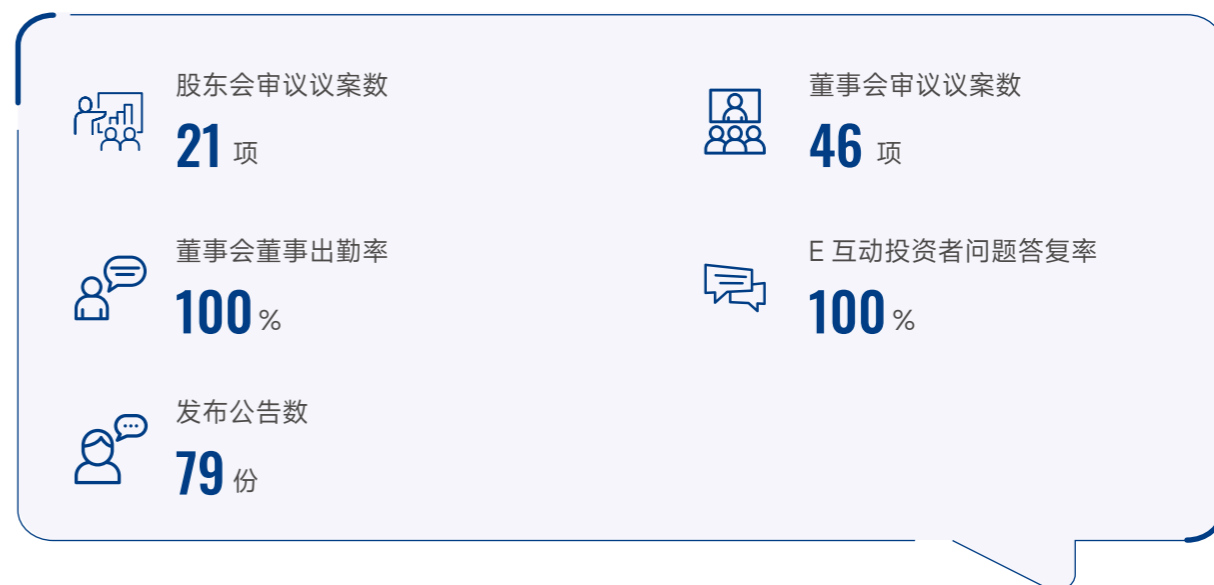 股东会审议议案数
21 项
董事会审议议案数
46 项
董事会董事出勤率
100 %
E 互动投资者问题答复率
100 %
发布公告数
79 份